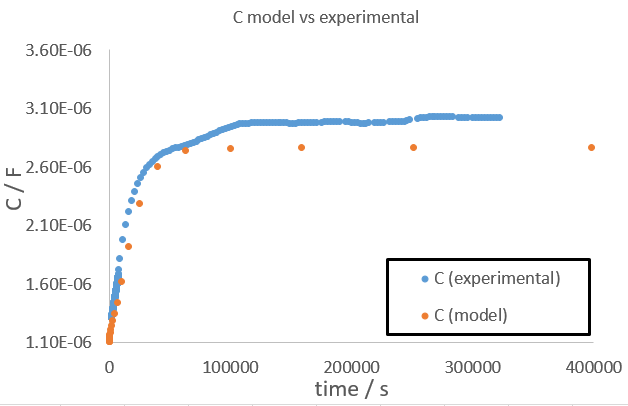 C model vs experimental
3.60E-06
3.10E-06
2.60E-06
2.10E-06
1.60E-06
1.10E-06
C / F
C (experimental)
C (model)
0
100000
200000
300000
400000
time / s